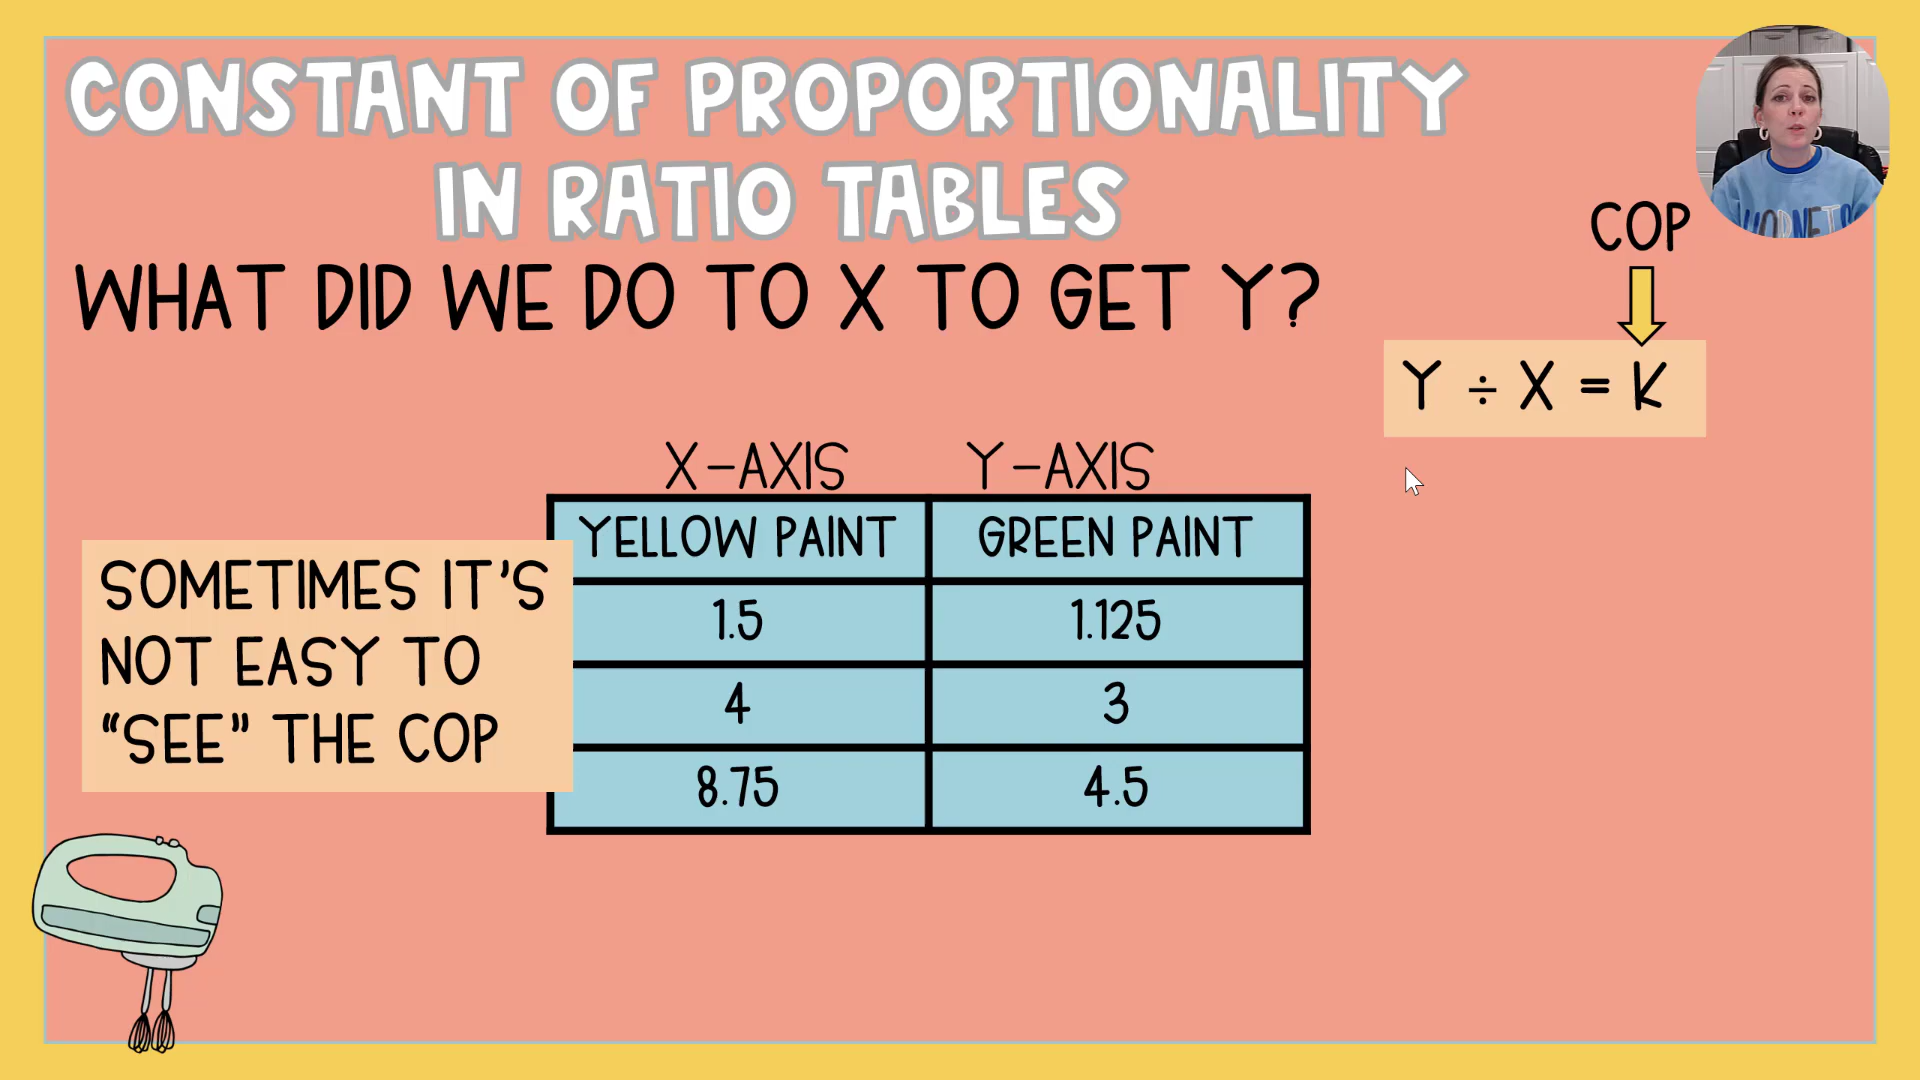 CONSTANT OF PROPORTIONALITY
IN RATIO TABLES
WHAT DID WE DO TO X TO GET Y?
COP
Y ÷ X = K
X-AXIS Y-AXIS
YELLOW PAINT GREEN PAINT
1.5 1.125
4 3
8.75 4.5
SOMETIMES IT'S
NOT EASY TO
“SEE” THE COP
HORNETS